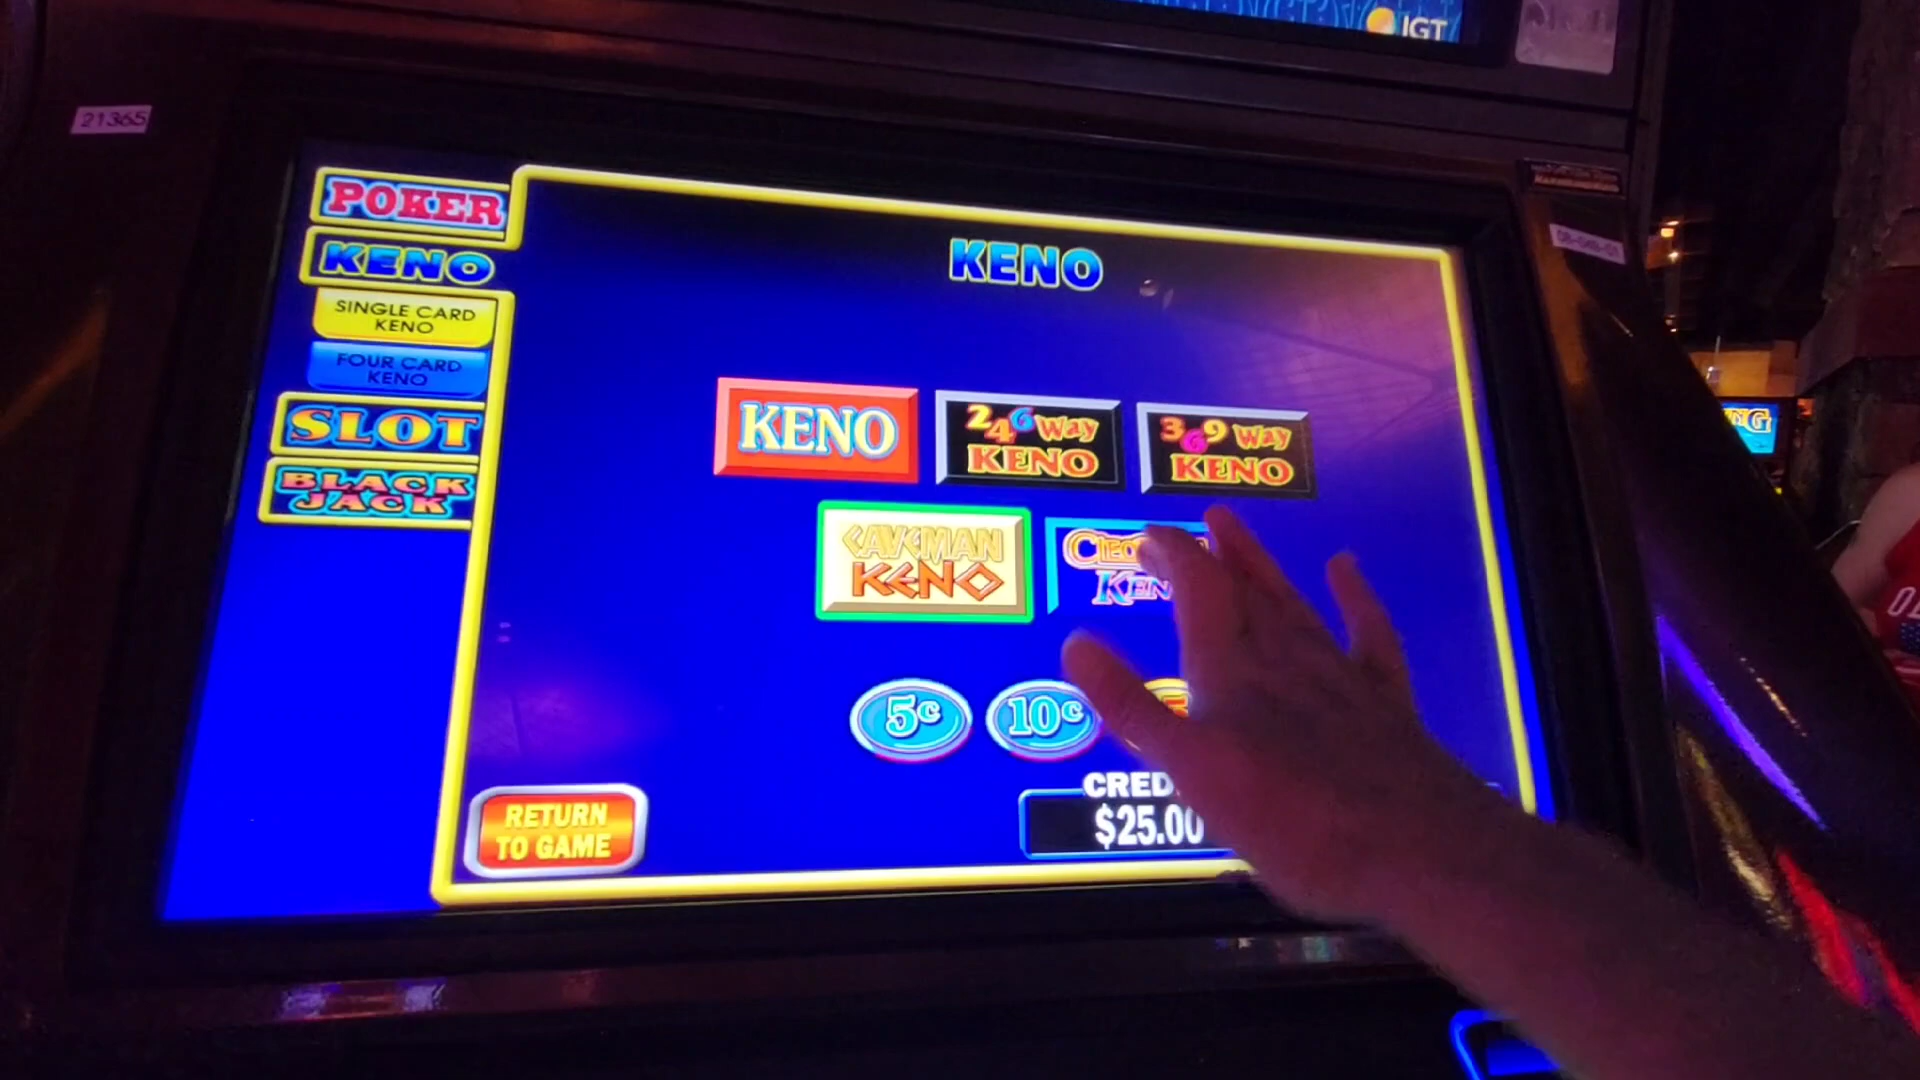 IGT
21365
POKER
KENO
SINGLE CARD
KENO
FOUR CARD
KENO
SLOT
BLACK
JACK
KENO
KENO
2 4 6 Way
KENO
3 6 9 Way
KENO
CAVEMAN
KENO
5¢
10¢
RETURN
TO GAME
$25.00